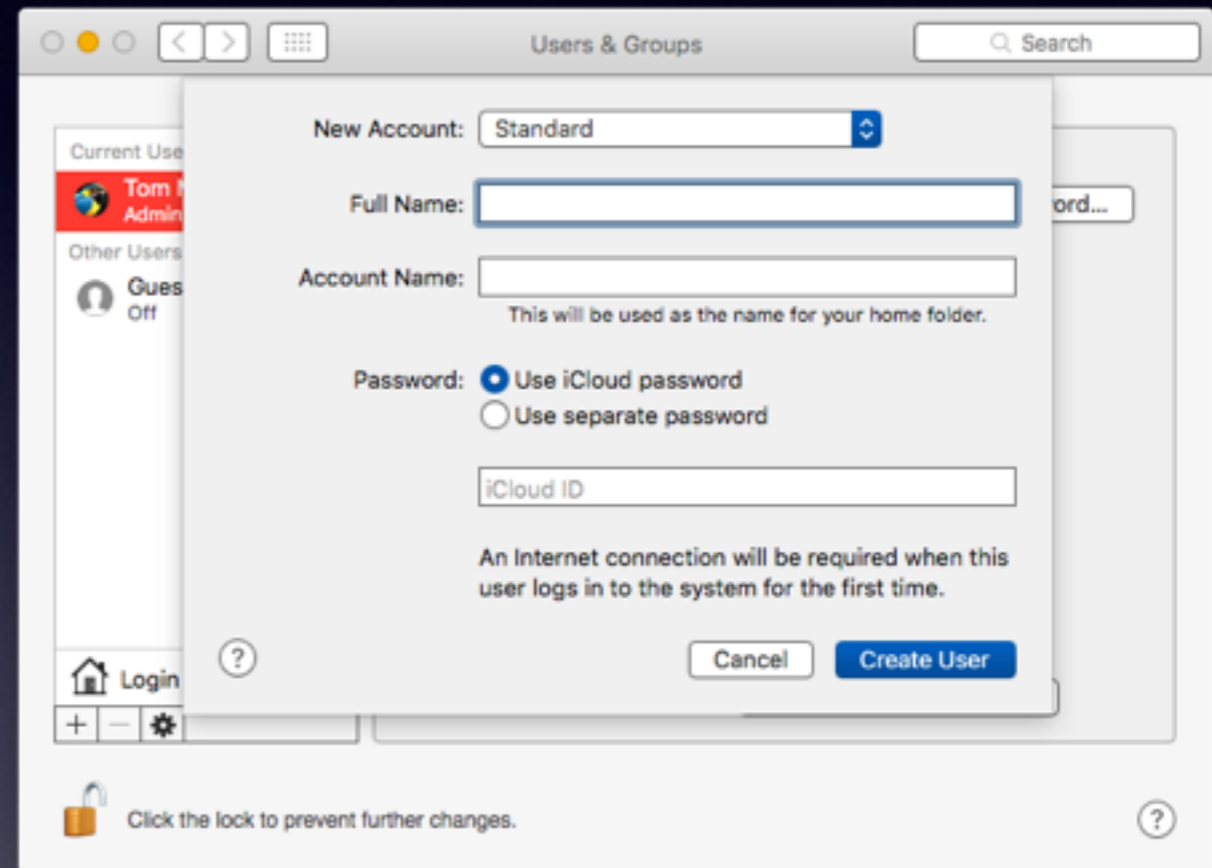 Users & Groups
Search
New Account: Standard
Current Use
Tom
Admin
Full Name:
ord...
Other Users
Gues
Off
Account Name:
This will be used as the name for your home folder.
Password: Use iCloud password
Use separate password
iCloud ID
An Internet connection will be required when this
user logs in to the system for the first time.
? Cancel Create User
Login
Click the lock to prevent further changes.
?